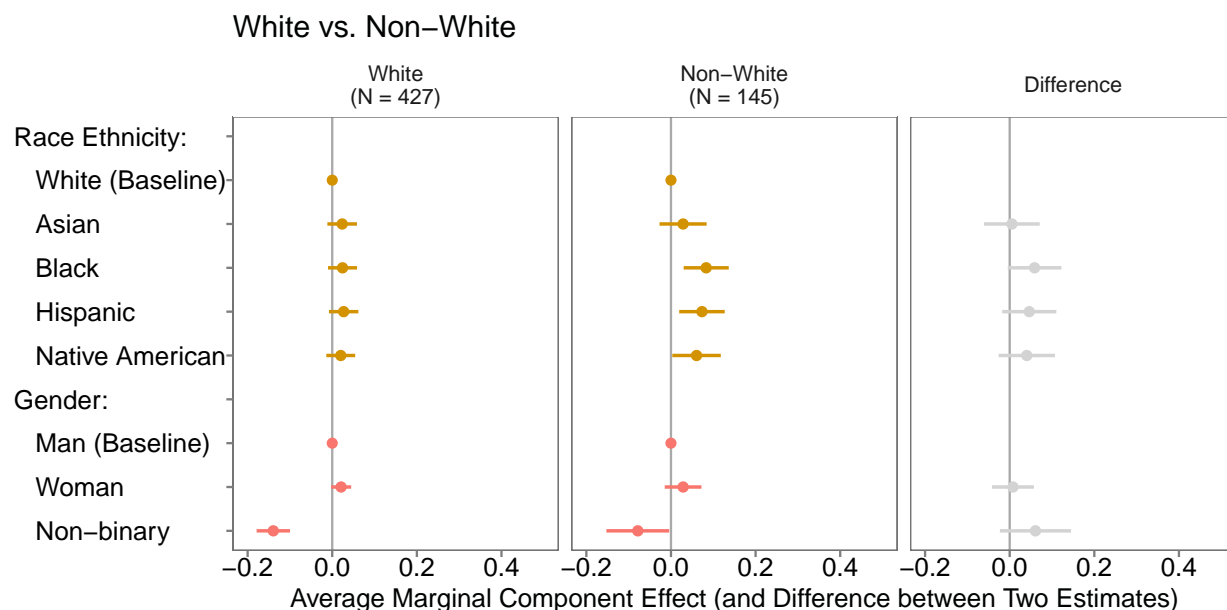 White vs. Non−White
White
(N = 427)
Non−White
(N = 145)
Difference
Race Ethnicity:
White (Baseline)
Asian
Black
Hispanic
Native American
Gender:
Man (Baseline)
Woman
Non−binary
−0.2 0.0 0.2 0.4 −0.2 0.0 0.2 0.4 −0.2 0.0 0.2 0.4
Average Marginal Component Effect (and Difference between Two Estimates)